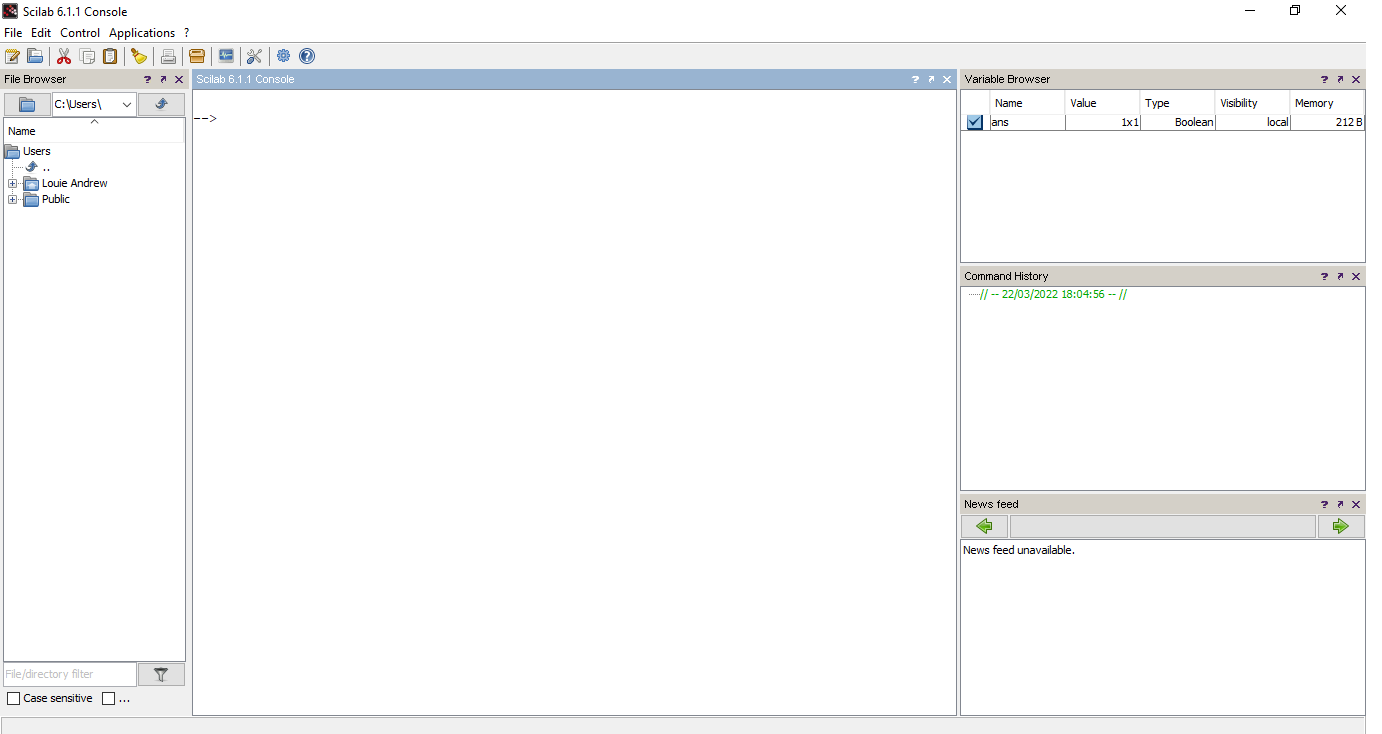 Scilab 6.1.1 Console
File Edit Control Applications ?
File Browser ?
C:\Users\
Name
Users
..
Louie Andrew
Public
File/directory filter
Case sensitive ...
Scilab 6.1.1 Console ?
-->
Variable Browser ?
Name Value Type Visibility Memory
ans 1x1 Boolean local 212 B
Command History ?
// -- 22/03/2022 18:04:56 -- //
News feed ?
News feed unavailable.